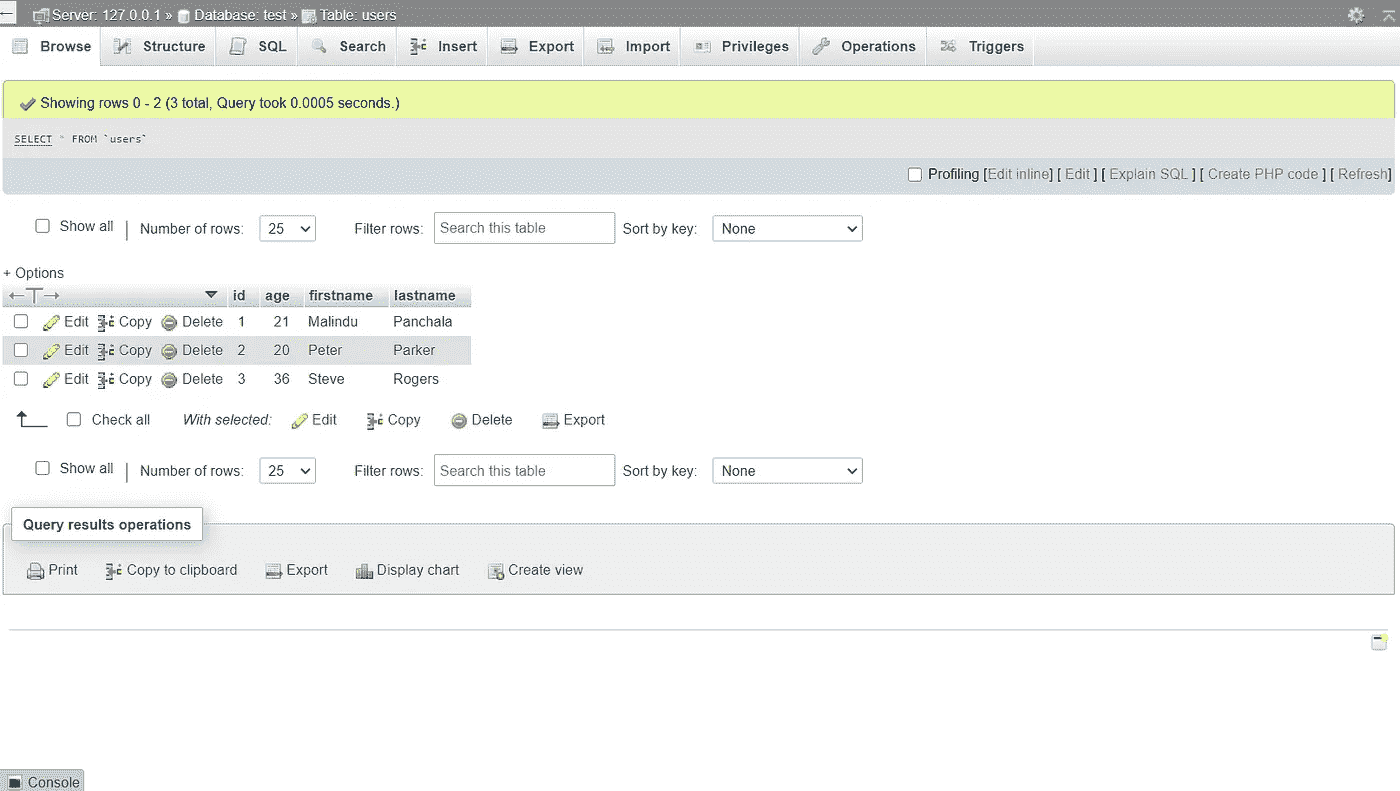 Server: 127.0.0.1 » Database: test » Table: users
Browse Structure SQL Search Insert Export Import Privileges Operations Triggers
Showing rows 0 - 2 (3 total, Query took 0.0005 seconds.)
SELECT * FROM `users`
Profiling [Edit inline] [ Edit ] [ Explain SQL ] [ Create PHP code ] [ Refresh]
Show all | Number of rows: 25 Filter rows: Search this table Sort by key: None
+ Options
←T→ id age firstname lastname
Edit Copy Delete 1 21 Malindu Panchala
Edit Copy Delete 2 20 Peter Parker
Edit Copy Delete 3 36 Steve Rogers
Check all With selected: Edit Copy Delete Export
Show all | Number of rows: 25 Filter rows: Search this table Sort by key: None
Query results operations
Print Copy to clipboard Export Display chart Create view
Console